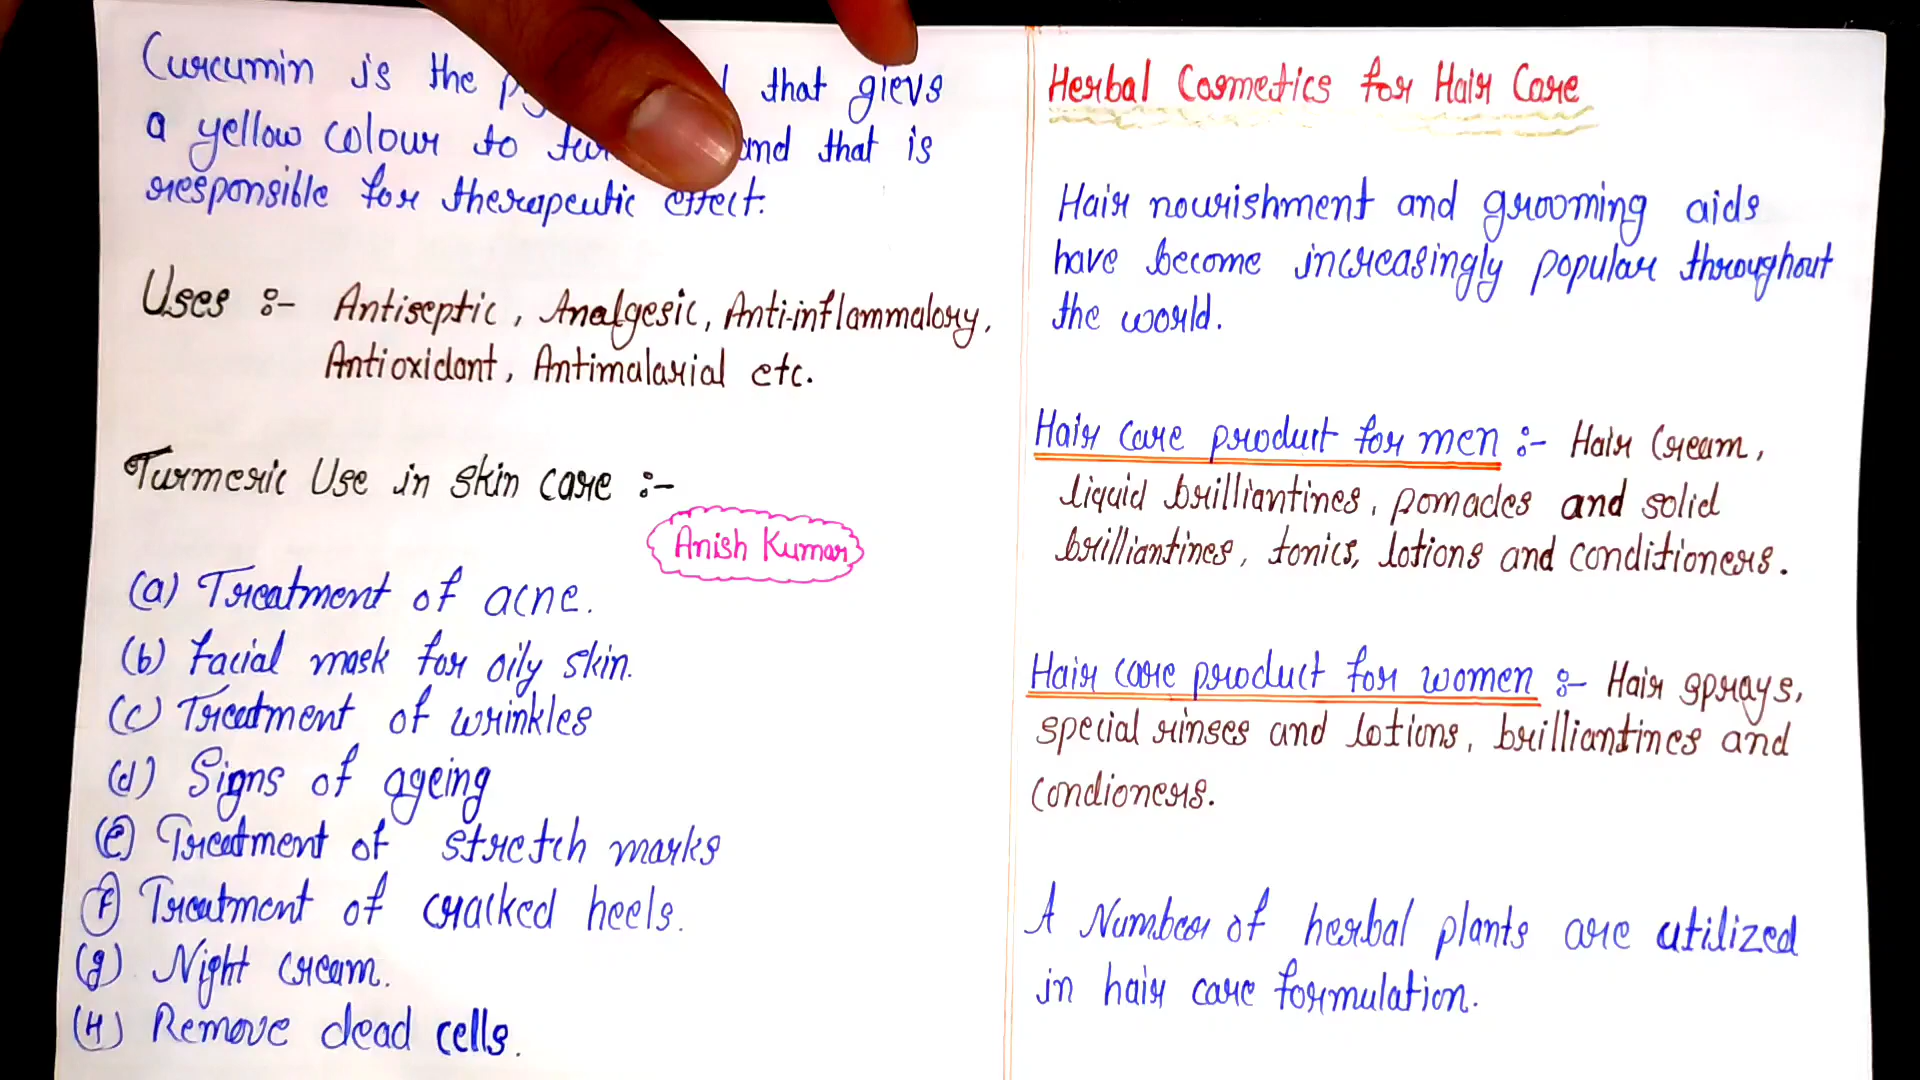 Curcumin is the that gievs
a yellow colour to and that is
responsible for therapeutic effect.
Uses :- Antiseptic, Analgesic, Anti-inflammalory,
Antioxidant, Antimalarial etc.
Turmeric Use in skin care :-
Anish Kumar
(a) Treatment of acne.
(b) facial mask for oily skin.
(c) Treatment of wrinkles
(d) Signs of ageing
(e) Treatment of stretch marks
(f) Treatment of cracked heels.
(g) Night cream.
(H) Remove dead cells.
Herbal Cosmetics for Hair Care
Hair nourishment and grooming aids
have become increasingly popular throughout
the world.
Hair care product for men :- Hair Cream,
liquid brilliantines, pomades and solid
brilliantines, tonics, lotions and conditioners.
Hair care product for women :- Hair sprays,
special rinses and lotions, brilliantines and
Condioners.
A Number of herbal plants are utilized
in hair care formulation.